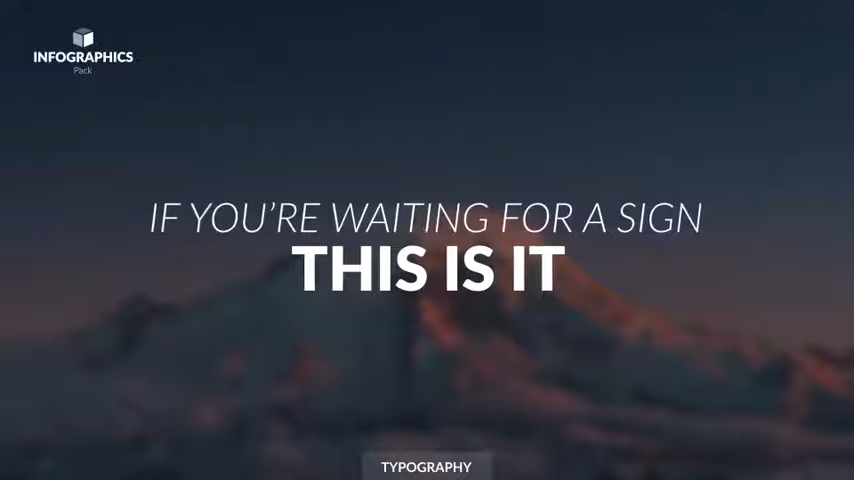 INFOGRAPHICS
Pack
IF YOU'RE WAITING FOR A SIGN
THIS IS IT
TYPOGRAPHY